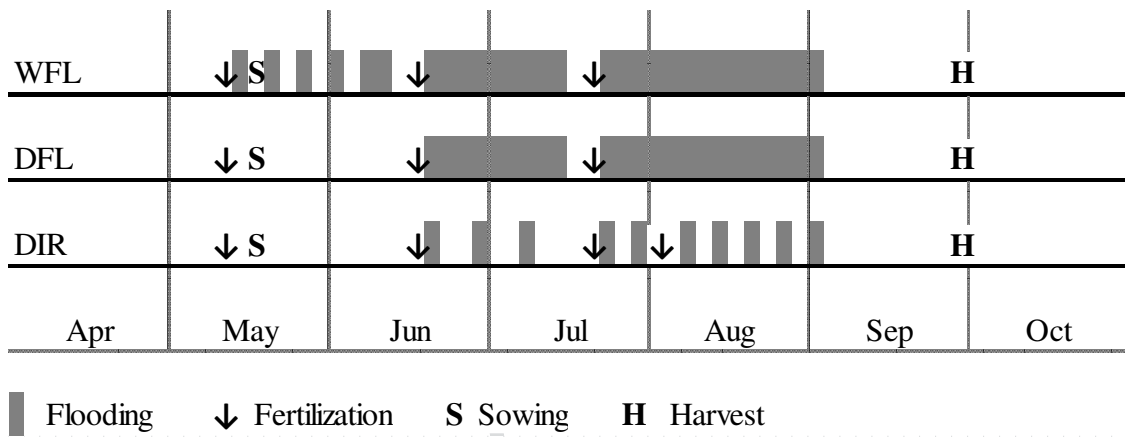 WFL ↓ S ↓ ↓ H
DFL ↓ S ↓ ↓ H
DIR ↓ S ↓ ↓ ↓ H
Apr May Jun Jul Aug Sep Oct
Flooding ↓ Fertilization S Sowing H Harvest